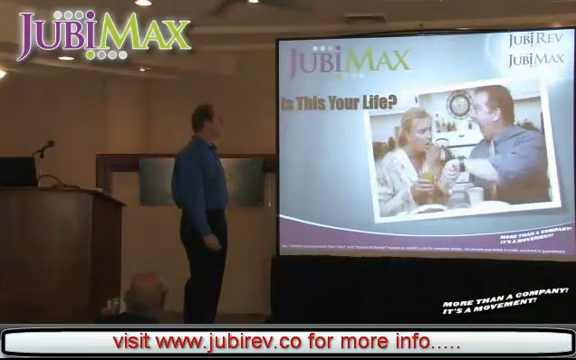 JUBIMAX
JUBIMAX
JUBIREV
JUBIMAX
Is This Your Life?
MORE THAN A COMPANY!
IT'S A MOVEMENT!
MORE THAN A COMPANY!
IT'S A MOVEMENT!
visit www.jubirev.co for more info.....